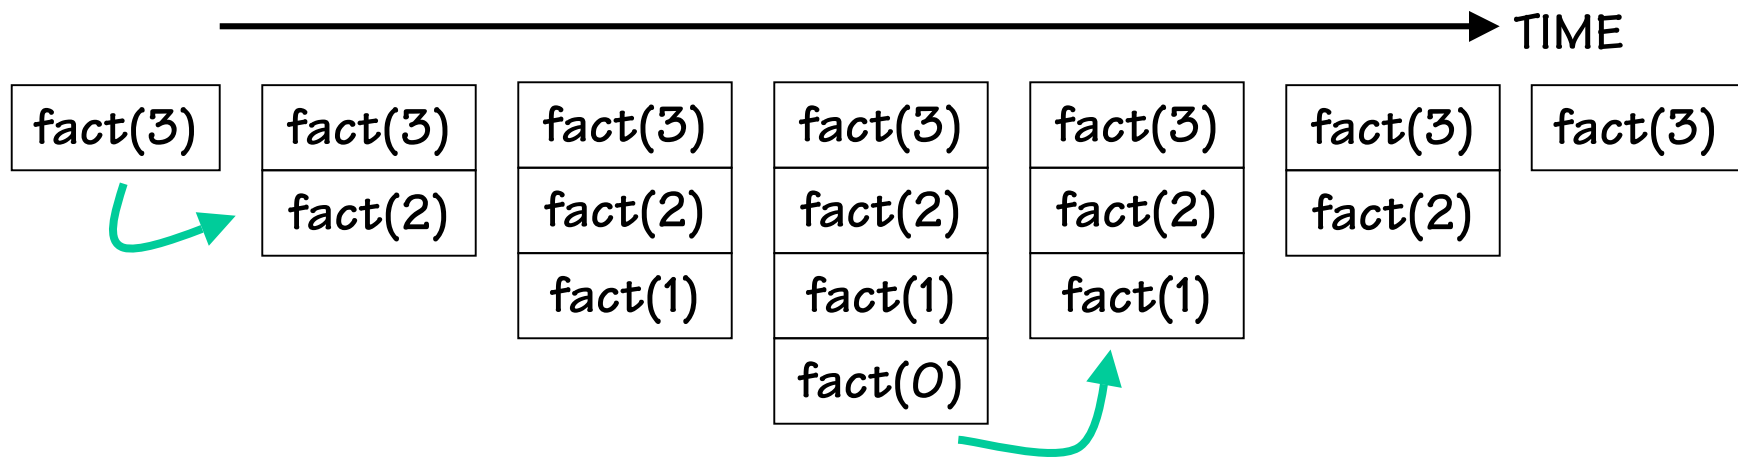 TIME
fact(3) fact(3) fact(3) fact(3) fact(3) fact(3) fact(3)
fact(2) fact(2) fact(2) fact(2) fact(2)
fact(1) fact(1) fact(1)
fact(0)